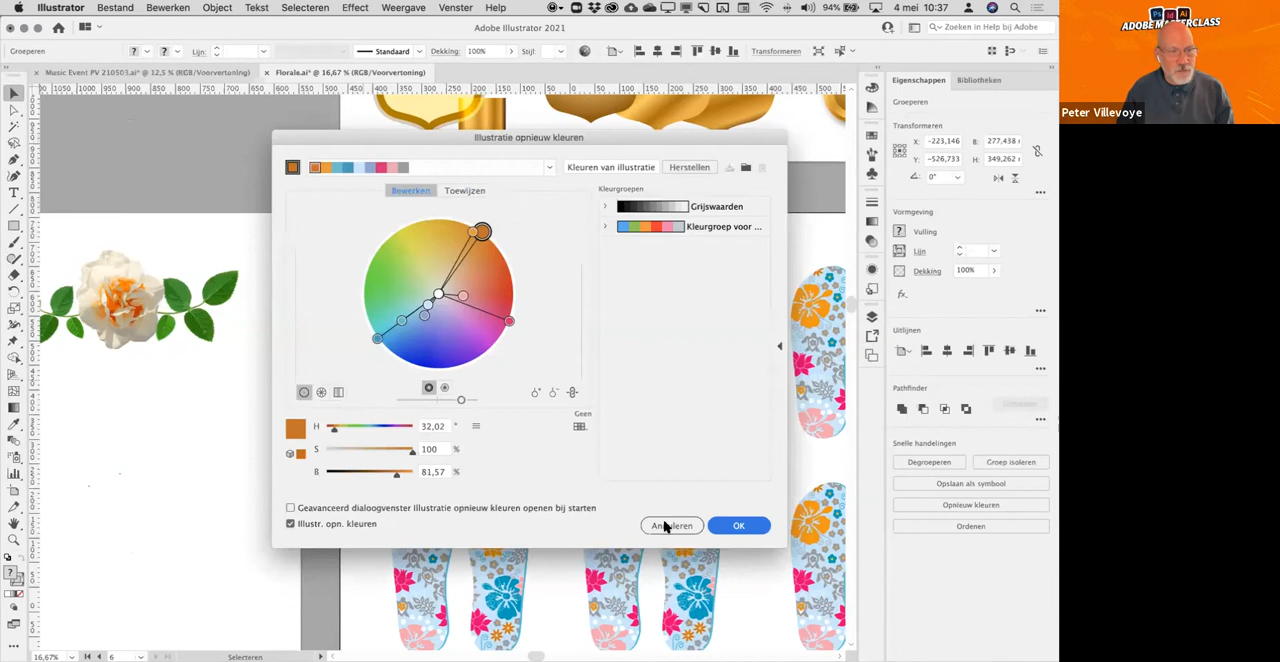 Illustrator Bestand Bewerken Object Tekst Selecteren Effect Weergave Venster Help 94% 4 mei 10:37
Adobe Illustrator 2021
Zoeken in Help bij Adobe
Groeperen Lijn: Standaard Dekking: 100% Stijl: Transformeren
Music Event PV 210503.ai* @ 12,5 % (RGB/Voorvertoning) Florale.ai* @ 16,67 % (RGB/Voorvertoning)
Illustratie opnieuw kleuren
Kleuren van illustratie Herstellen
Bewerken Toewijzen
Kleurgroepen
Grijswaarden
Kleurgroep voor ...
Geen
H 32,02 °
S 100 %
B 81,57 %
Geavanceerd dialoogvenster Illustratie opnieuw kleuren openen bij starten
Illustr. opn. kleuren
OK
Eigenschappen Bibliotheken
Groeperen
Transformeren
X: -223,146 B: 277,438
Y: -526,733 H: 349,262
0°
Vormgeving
Vulling
Lijn
Dekking 100%
fx.
Uitlijnen
Pathfinder
Snelle handelingen
Degroeperen Groep isoleren
Opslaan als symbool
Opnieuw kleuren
Ordenen
16,67% 6 Selecteren
Ps Id Ai
ADOBE MASTERCLASS
Peter Villevoye